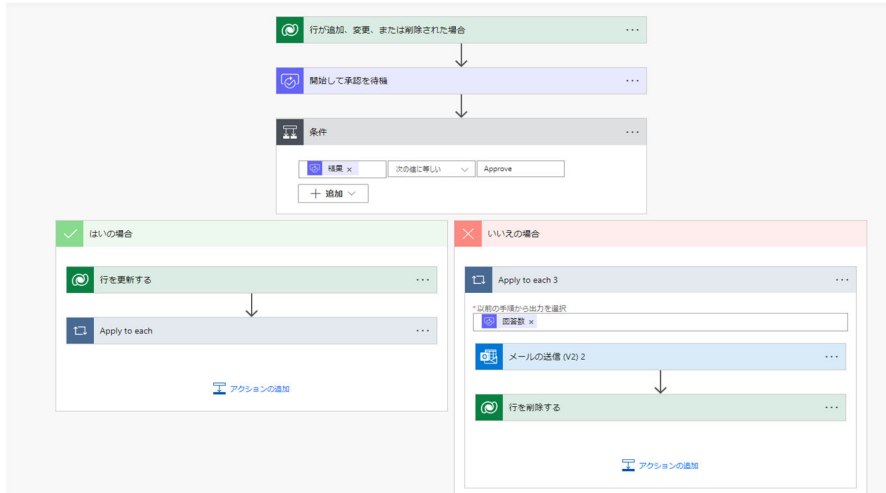 行が追加、変更、または削除された場合
開始して承認を待機
条件
結果 × 次の値に等しい Approve
追加
はいの場合
行を更新する
Apply to each
アクションの追加
いいえの場合
Apply to each 3
*以前の手順から出力を選択
回答数 ×
メールの送信 (V2) 2
行を削除する
アクションの追加